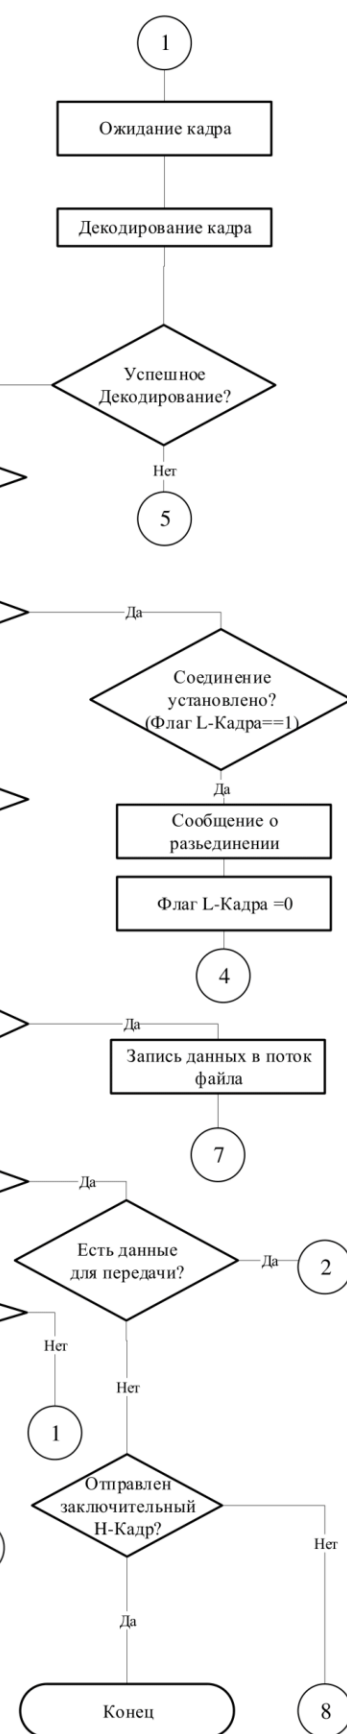 1
Ожидание кадра
Декодирование кадра
Успешное
Декодирование?
Нет
5
Да
Соединение
установлено?
(Флаг L-Кадра==1)
Да
Сообщение о
разьединении
Флаг L-Кадра =0
4
Да
Запись данных в поток
файла
7
Да
Есть данные
для передачи?
Да
2
Нет
Нет
1
Отправлен
заключительный
Н-Кадр?
Нет
Да
Конец
8